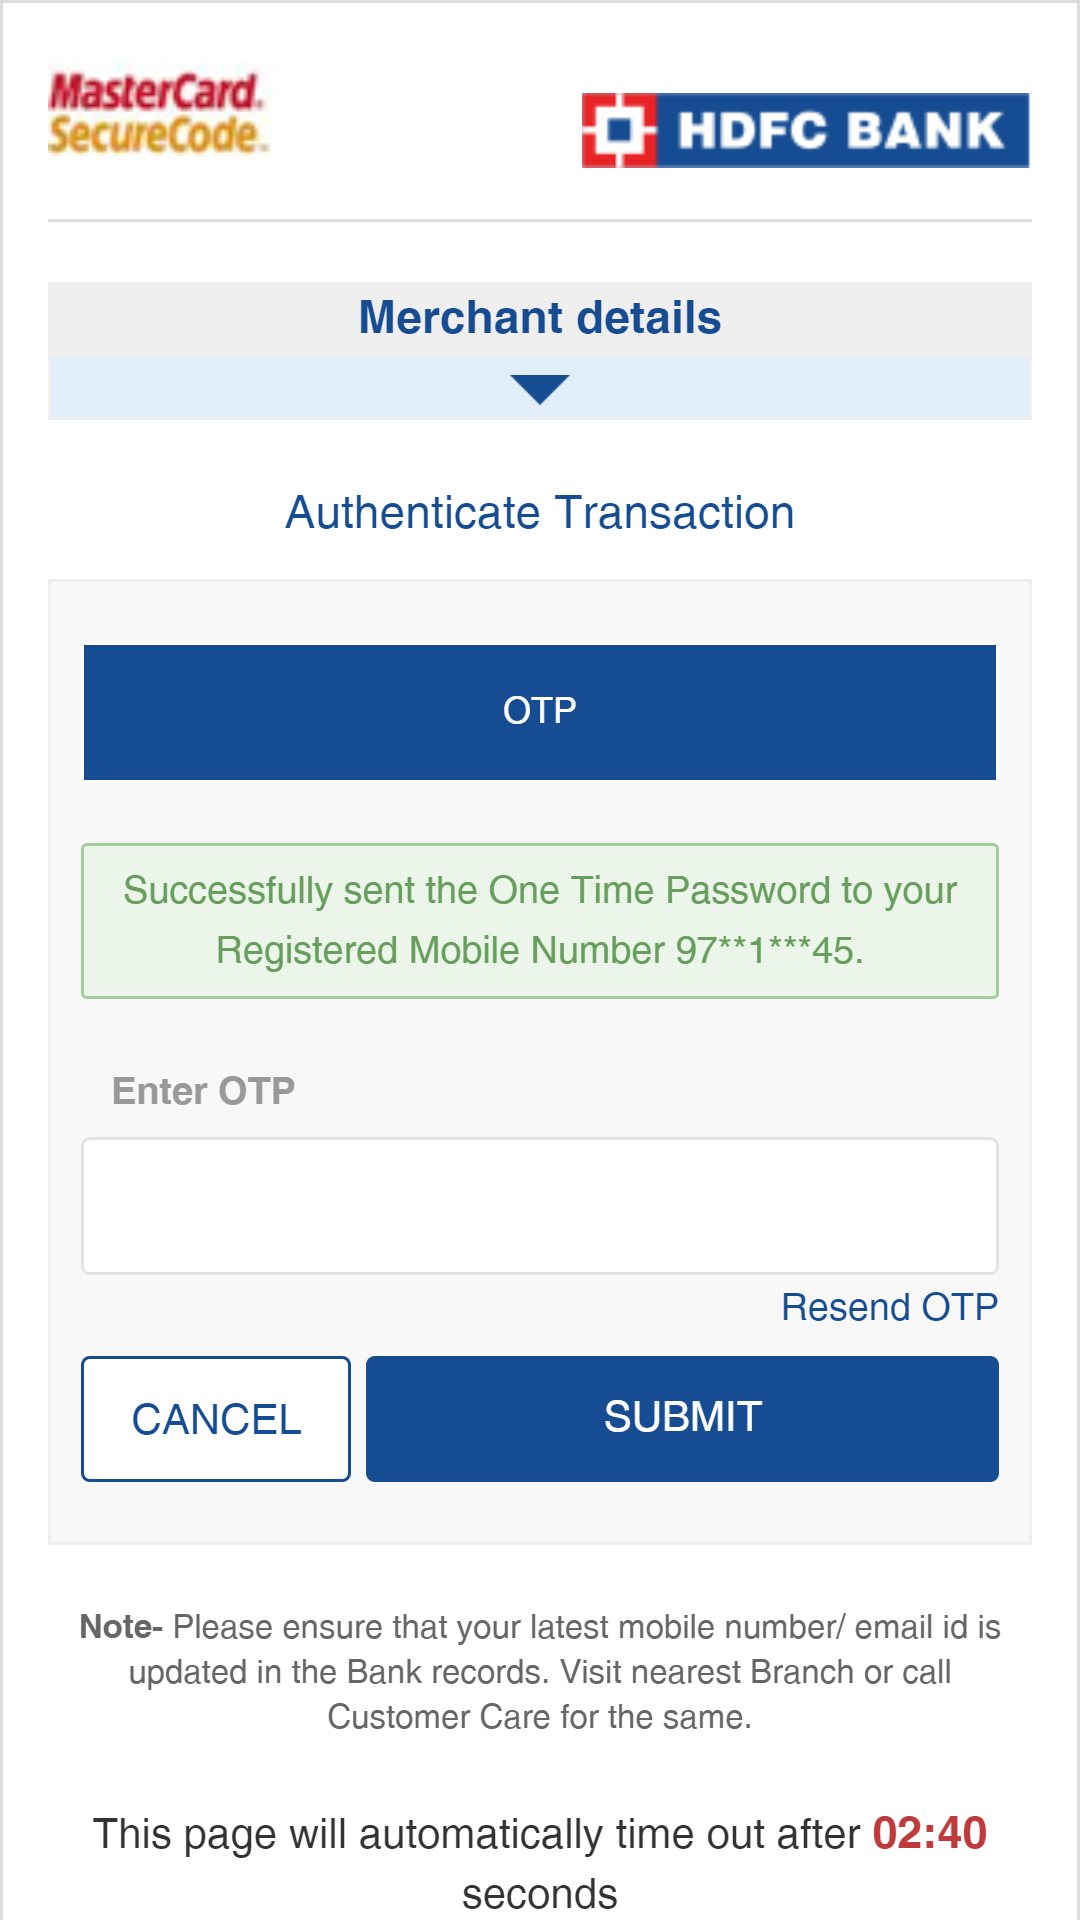 MasterCard.
SecureCode.
HDFC BANK
Merchant details
Authenticate Transaction
OTP
Successfully sent the One Time Password to your
Registered Mobile Number 97**1***45.
Enter OTP
Resend OTP
CANCEL
SUBMIT
Note- Please ensure that your latest mobile number/ email id is
updated in the Bank records. Visit nearest Branch or call
Customer Care for the same.
This page will automatically time out after 02:40
seconds